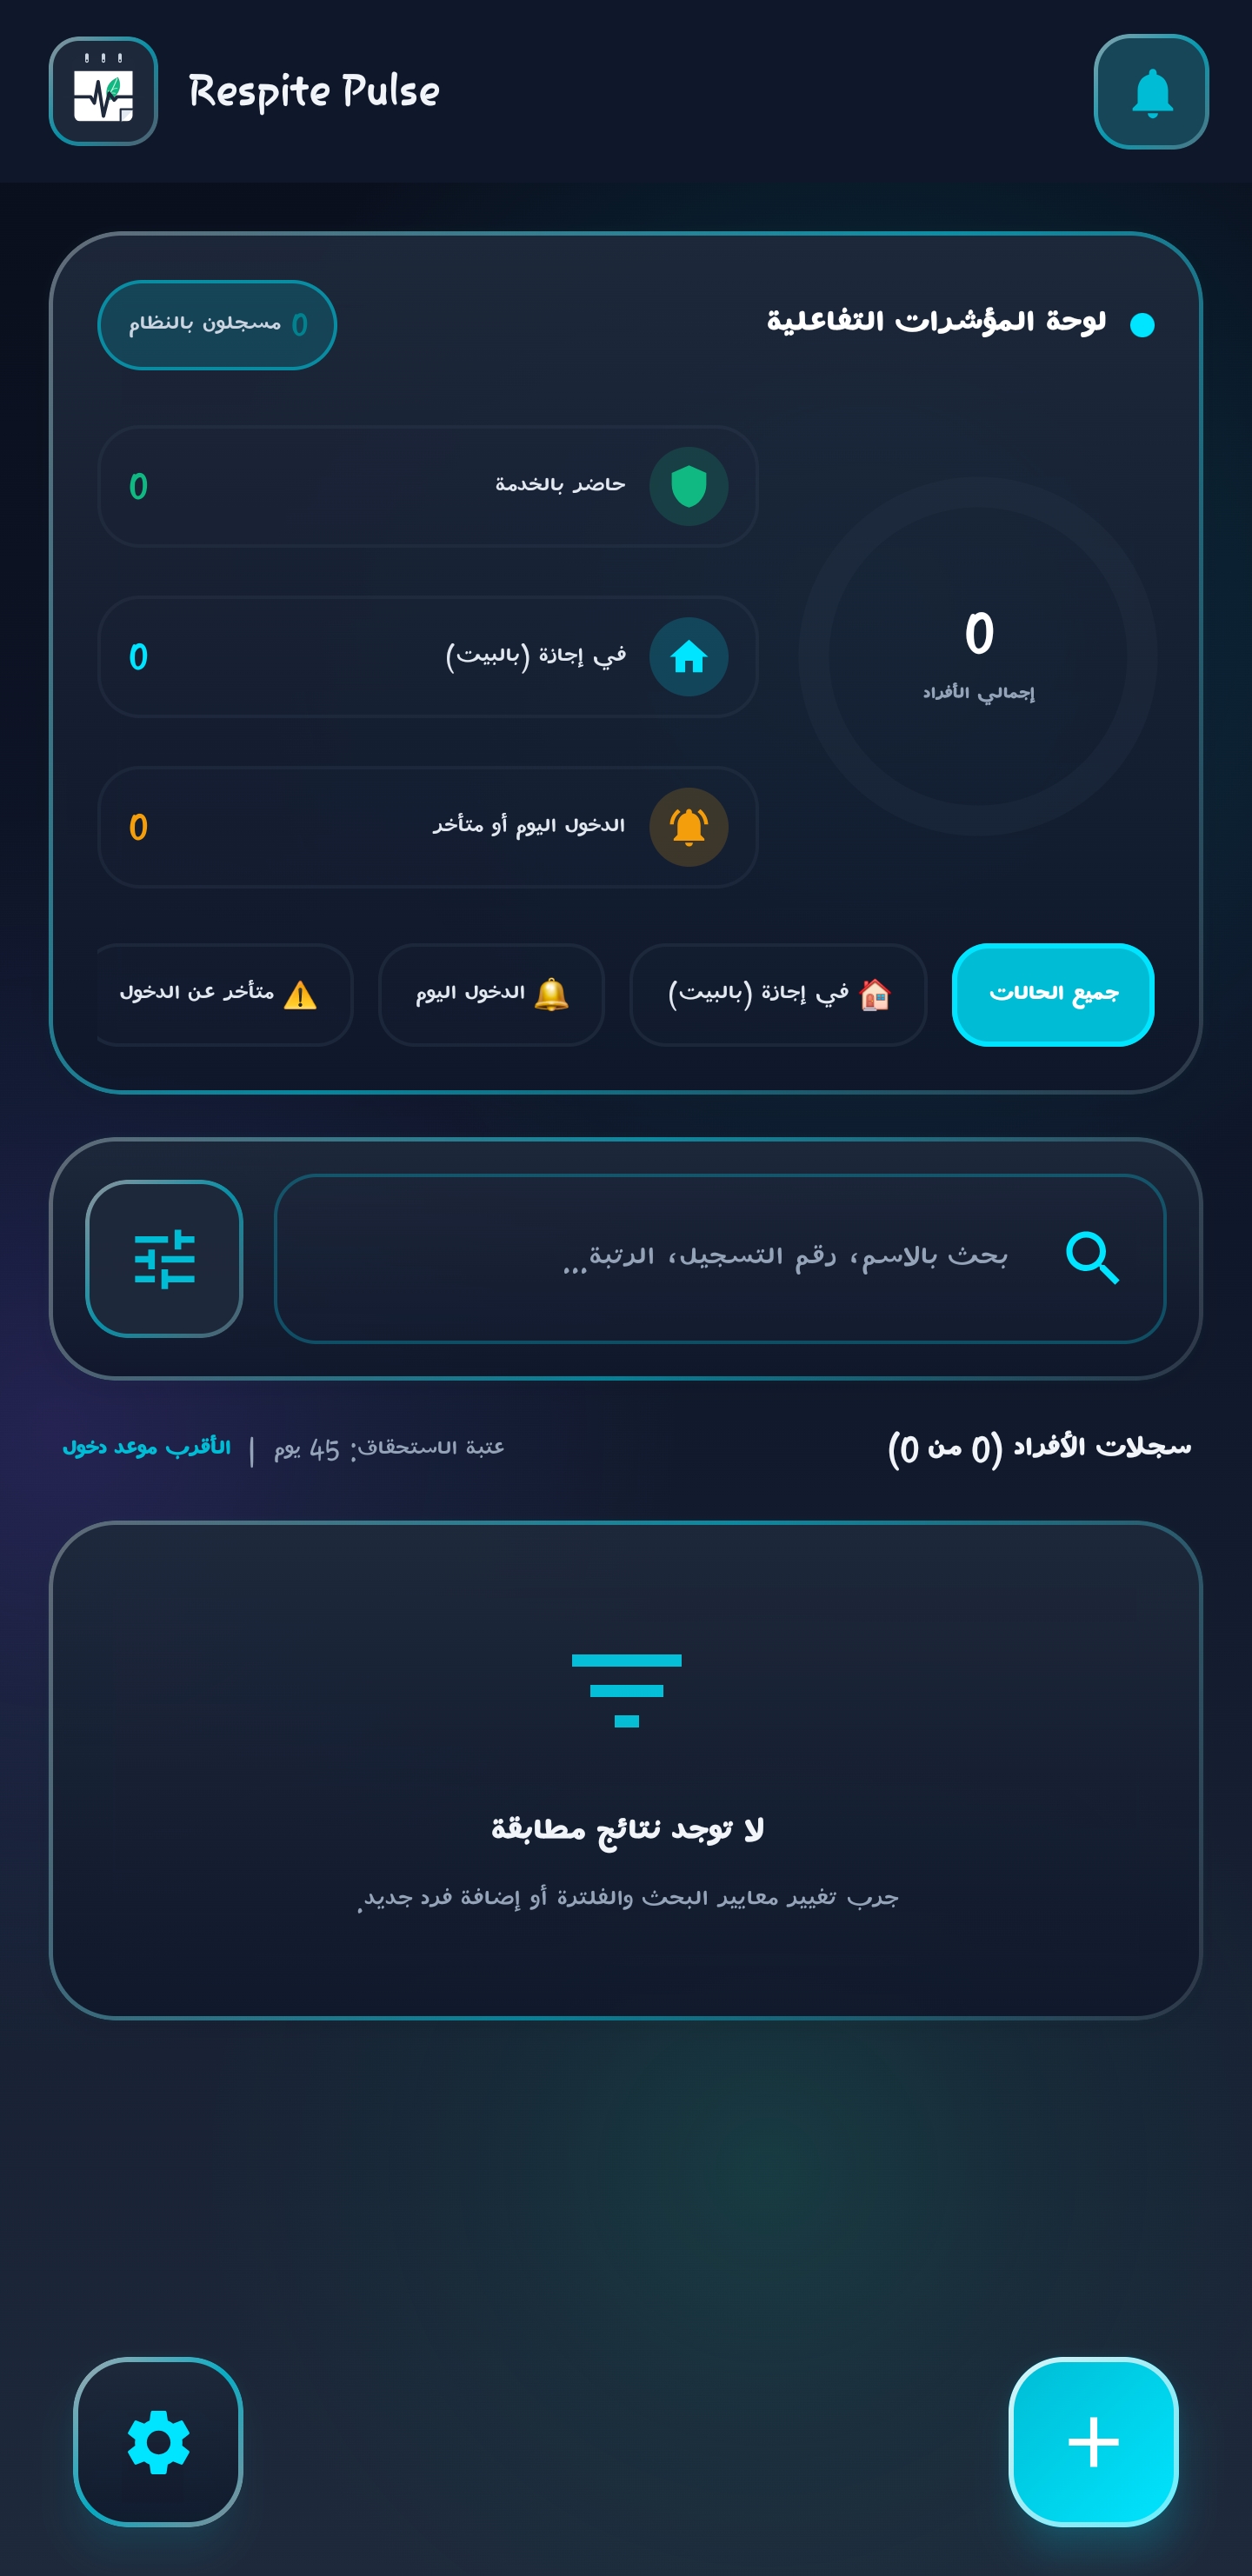 Respite Pulse
لوحة المؤشرات التفاعلية
0 مسجلون بالنظام
0
إجمالي الأفراد
حاضر بالخدمة 0
في إجازة (بالبيت) 0
الدخول اليوم أو متأخر 0
جميع الحالات
🏠 في إجازة (بالبيت)
🔔 الدخول اليوم
⚠️ متأخر عن الدخول
بحث بالاسم، رقم التسجيل، الرتبة...
سجلات الأفراد (0 من 0)
عتبة الاستحقاق: 45 يوم | الأقرب موعد دخول
لا توجد نتائج مطابقة
جرب تغيير معايير البحث والفلترة أو إضافة فرد جديد.